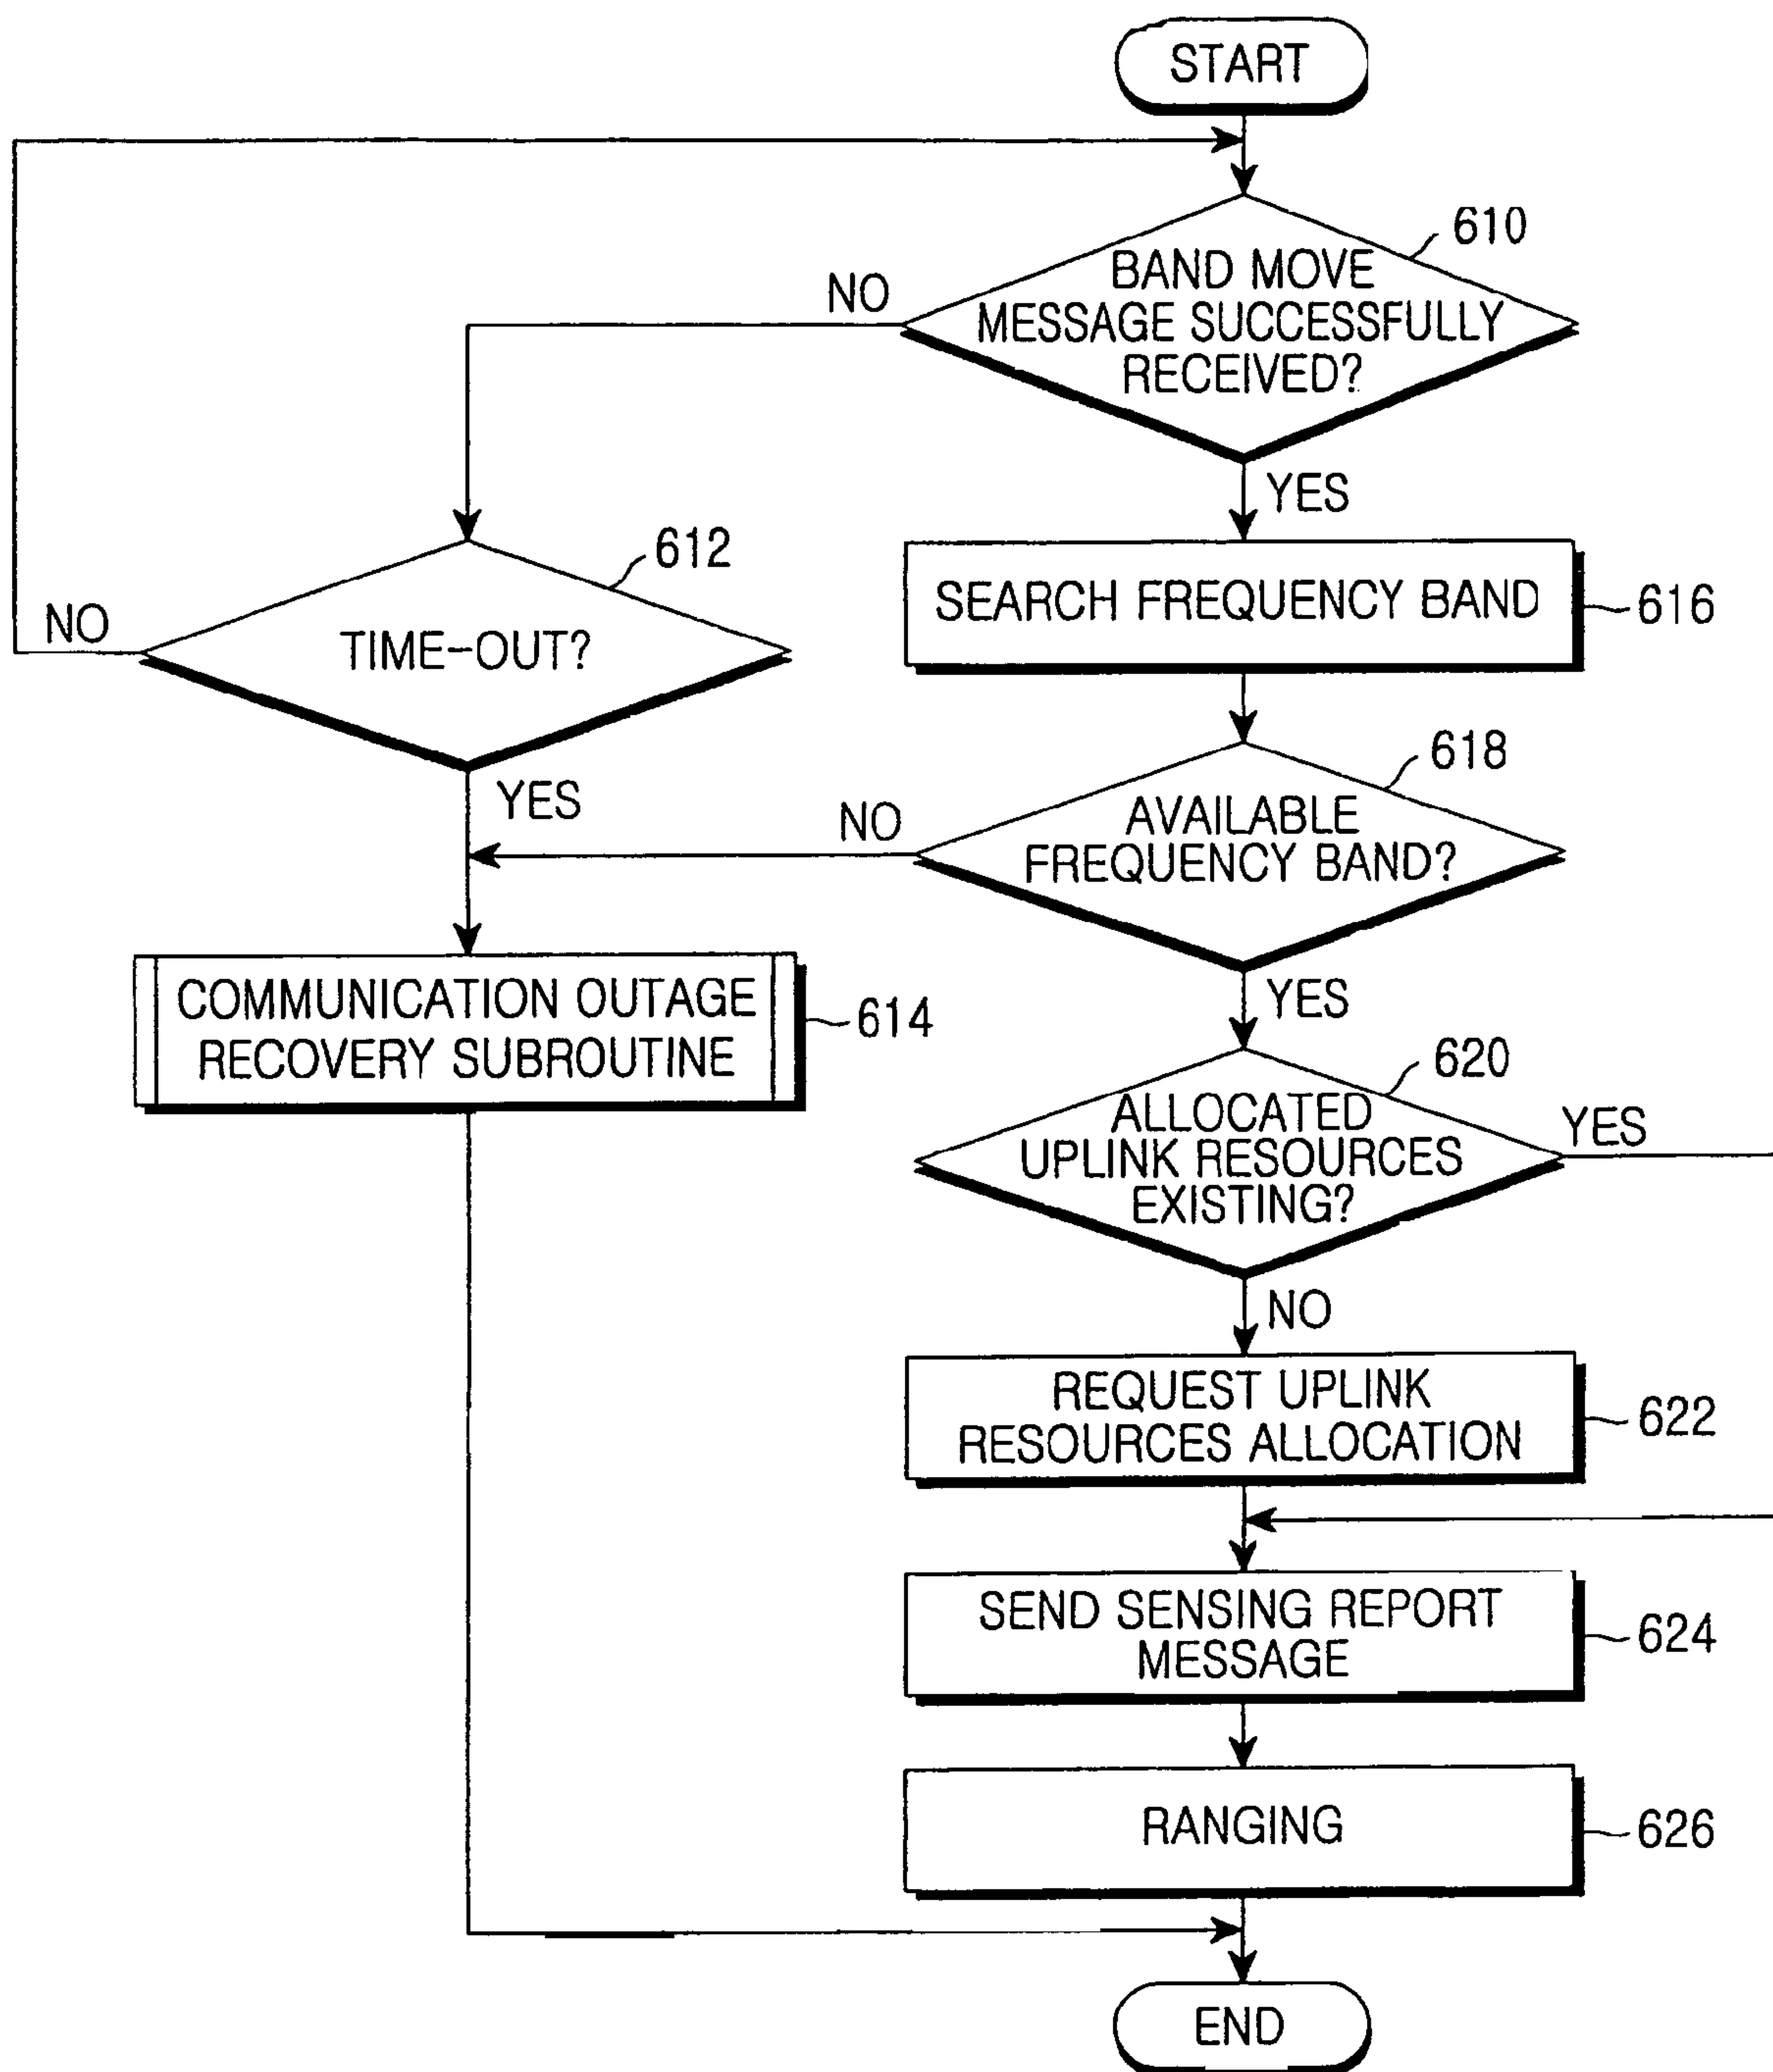 START
610
BAND MOVE
MESSAGE SUCCESSFULLY
RECEIVED?
NO
YES
612
TIME-OUT?
NO
YES
SEARCH FREQUENCY BAND
616
618
AVAILABLE
FREQUENCY BAND?
NO
YES
COMMUNICATION OUTAGE
RECOVERY SUBROUTINE
614
620
ALLOCATED
UPLINK RESOURCES
EXISTING?
YES
NO
REQUEST UPLINK
RESOURCES ALLOCATION
622
SEND SENSING REPORT
MESSAGE
624
RANGING
626
END